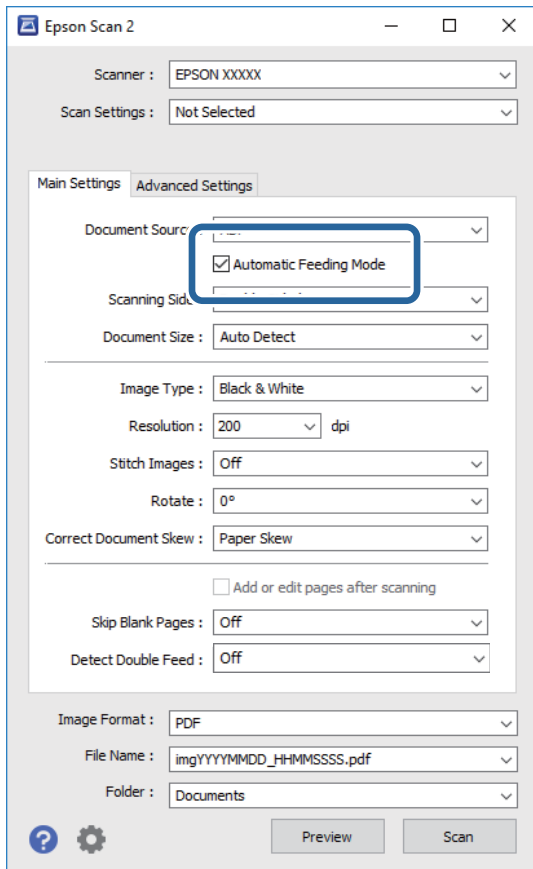 Epson Scan 2
Scanner : EPSON XXXXX
Scan Settings : Not Selected
Main Settings Advanced Settings
Document Source
Automatic Feeding Mode
Scanning Side
Document Size : Auto Detect
Image Type : Black & White
Resolution : 200 dpi
Stitch Images : Off
Rotate : 0°
Correct Document Skew : Paper Skew
Add or edit pages after scanning
Skip Blank Pages : Off
Detect Double Feed : Off
Image Format : PDF
File Name : imgYYYYMMDD_HHMMSSSS.pdf
Folder : Documents
Preview Scan